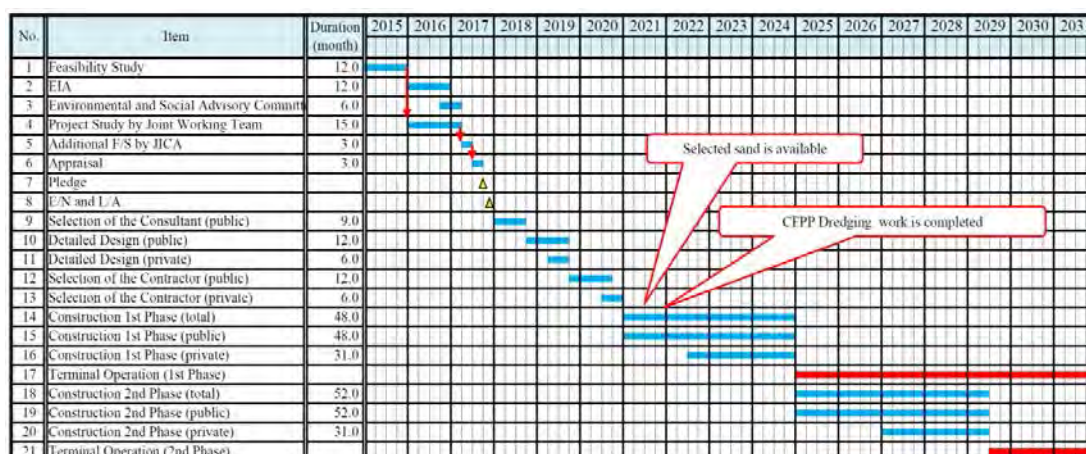 No. Item Duration (month) 2015 2016 2017 2018 2019 2020 2021 2022 2023 2024 2025 2026 2027 2028 2029 2030 203
1 Feasibility Study 12.0
2 EIA 12.0
3 Environmental and Social Advisory Committ 6.0
4 Project Study by Joint Working Team 15.0
5 Additional F/S by JICA 3.0
6 Appraisal 3.0
7 Pledge
8 E/N and L/A
9 Selection of the Consultant (public) 9.0
10 Detailed Design (public) 12.0
11 Detailed Design (private) 6.0
12 Selection of the Contractor (public) 12.0
13 Selection of the Contractor (private) 6.0
14 Construction 1st Phase (total) 48.0
15 Construction 1st Phase (public) 48.0
16 Construction 1st Phase (private) 31.0
17 Terminal Operation (1st Phase)
18 Construction 2nd Phase (total) 52.0
19 Construction 2nd Phase (public) 52.0
20 Construction 2nd Phase (private) 31.0
21 Terminal Operation (2nd Phase)
Selected sand is available
CFPP Dredging work is completed